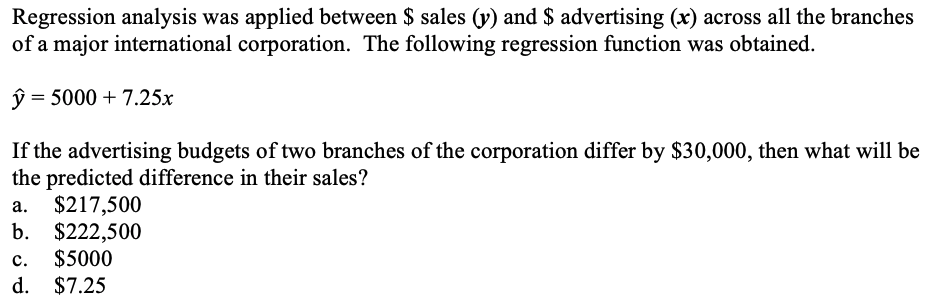 Regression analysis was applied between $ sales (y) and $ advertising (x) across all the branches
of a major international corporation. The following regression function was obtained.
ŷ = 5000 + 7.25x
If the advertising budgets of two branches of the corporation differ by $30,000, then what will be
the predicted difference in their sales?
a. $217,500
b. $222,500
c. $5000
d. $7.25